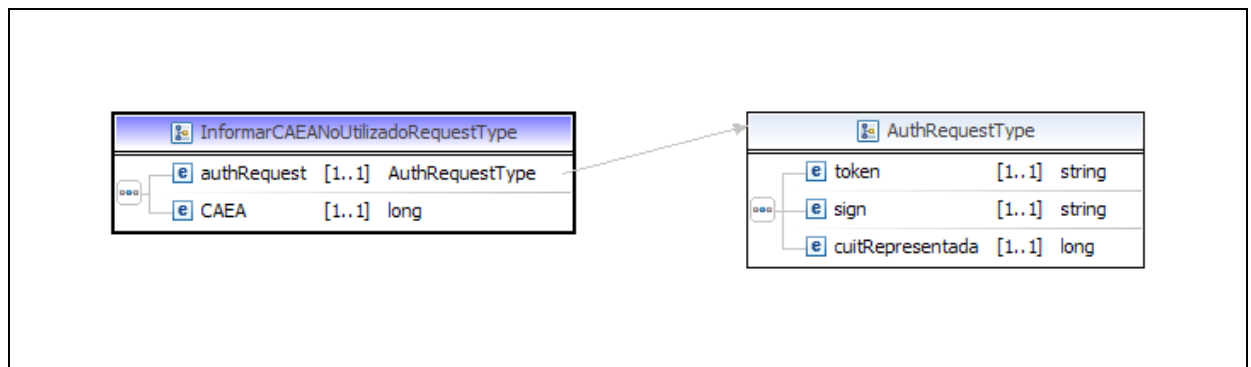 InformarCAEANoUtilizadoRequestType
authRequest [1..1] AuthRequestType
CAEA [1..1] long
AuthRequestType
token [1..1] string
sign [1..1] string
cuitRepresentada [1..1] long